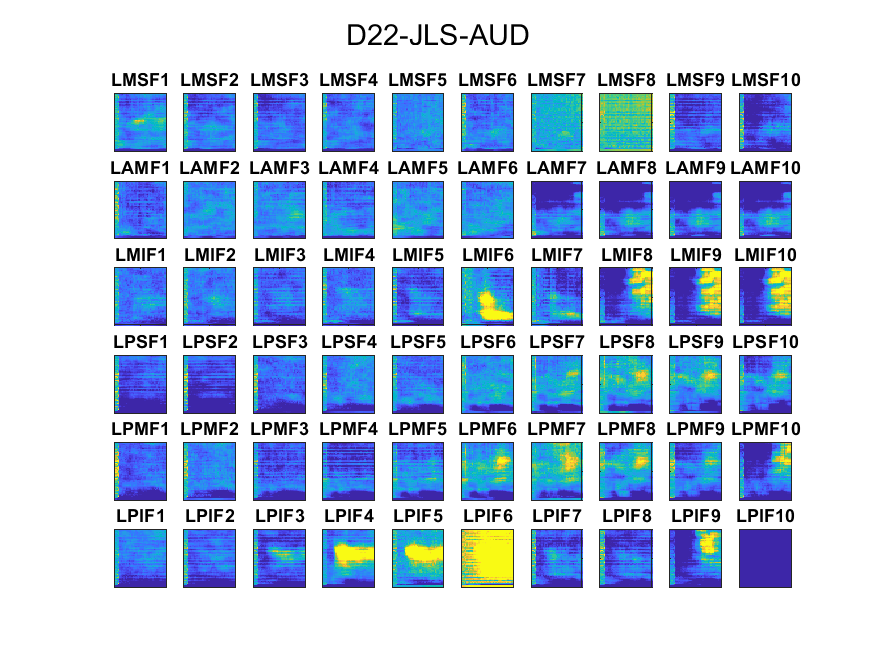 D22-JLS-AUD
LMSF1 LMSF2 LMSF3 LMSF4 LMSF5 LMSF6 LMSF7 LMSF8 LMSF9 LMSF10
LAMF1 LAMF2 LAMF3 LAMF4 LAMF5 LAMF6 LAMF7 LAMF8 LAMF9 LAMF10
LMIF1 LMIF2 LMIF3 LMIF4 LMIF5 LMIF6 LMIF7 LMIF8 LMIF9 LMIF10
LPSF1 LPSF2 LPSF3 LPSF4 LPSF5 LPSF6 LPSF7 LPSF8 LPSF9 LPSF10
LPMF1 LPMF2 LPMF3 LPMF4 LPMF5 LPMF6 LPMF7 LPMF8 LPMF9 LPMF10
LPIF1 LPIF2 LPIF3 LPIF4 LPIF5 LPIF6 LPIF7 LPIF8 LPIF9 LPIF10